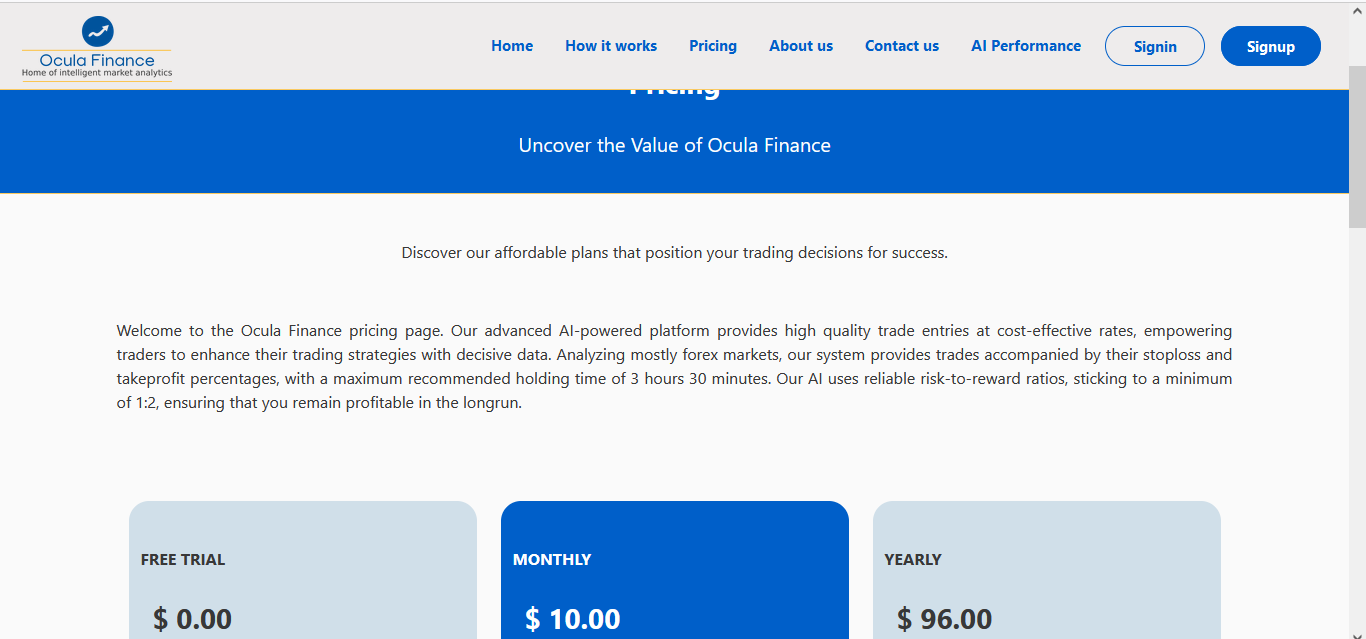 Ocula Finance
Home of intelligent market analytics
Home
How it works
Pricing
About us
Contact us
AI Performance
Signin
Signup
Pricing
Uncover the Value of Ocula Finance
Discover our affordable plans that position your trading decisions for success.
Welcome to the Ocula Finance pricing page. Our advanced AI-powered platform provides high quality trade entries at cost-effective rates, empowering
traders to enhance their trading strategies with decisive data. Analyzing mostly forex markets, our system provides trades accompanied by their stoploss and
takeprofit percentages, with a maximum recommended holding time of 3 hours 30 minutes. Our AI uses reliable risk-to-reward ratios, sticking to a minimum
of 1:2, ensuring that you remain profitable in the longrun.
FREE TRIAL
$ 0.00
MONTHLY
$ 10.00
YEARLY
$ 96.00